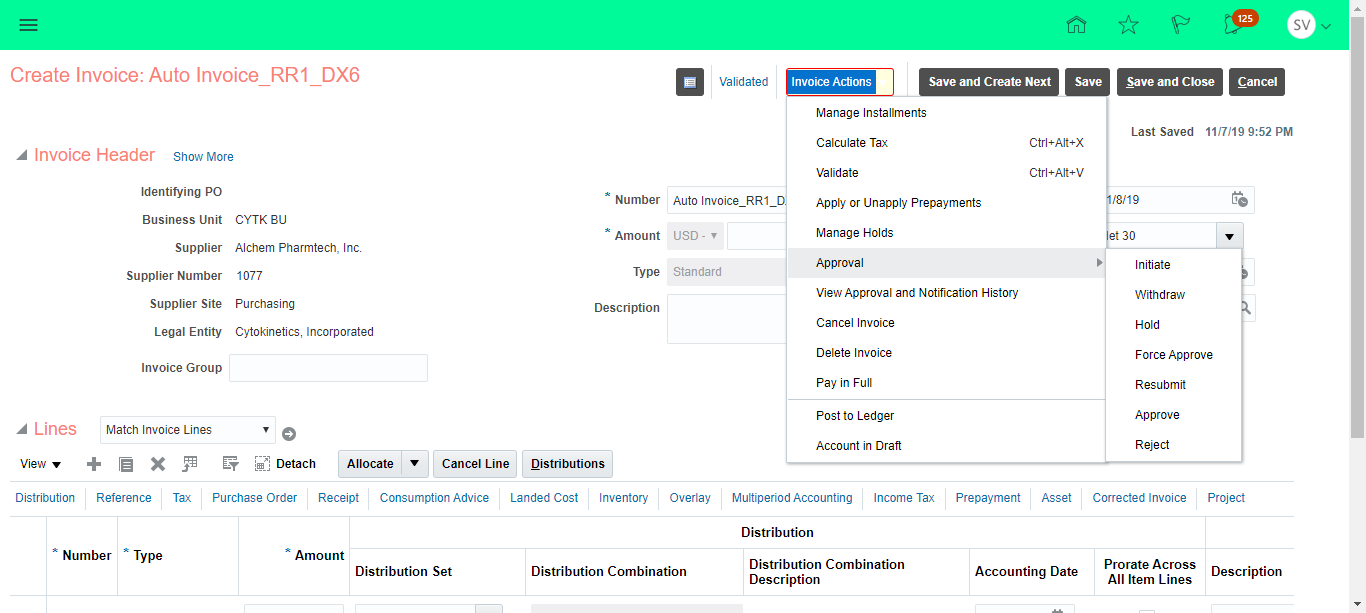 125
SV
Create Invoice: Auto Invoice_RR1_DX6
Validated
Invoice Actions
Save and Create Next
Save
Save and Close
Cancel
Last Saved 11/7/19 9:52 PM
Manage Installments
Calculate Tax Ctrl+Alt+X
Validate Ctrl+Alt+V
Apply or Unapply Prepayments
Manage Holds
Approval
View Approval and Notification History
Cancel Invoice
Delete Invoice
Pay in Full
Post to Ledger
Account in Draft
Initiate
Withdraw
Hold
Force Approve
Resubmit
Approve
Reject
Invoice Header Show More
Identifying PO
Business Unit CYTK BU
Supplier Alchem Pharmtech, Inc.
Supplier Number 1077
Supplier Site Purchasing
Legal Entity Cytokinetics, Incorporated
Invoice Group
* Number Auto Invoice_RR1_D
* Amount USD -
Type Standard
Description
1/8/19
et 30
Lines Match Invoice Lines
View Detach Allocate Cancel Line Distributions
Distribution Reference Tax Purchase Order Receipt Consumption Advice Landed Cost Inventory Overlay Multiperiod Accounting Income Tax Prepayment Asset Corrected Invoice Project
Distribution
* Number * Type * Amount Distribution Set Distribution Combination Distribution Combination Description Accounting Date Prorate Across All Item Lines Description